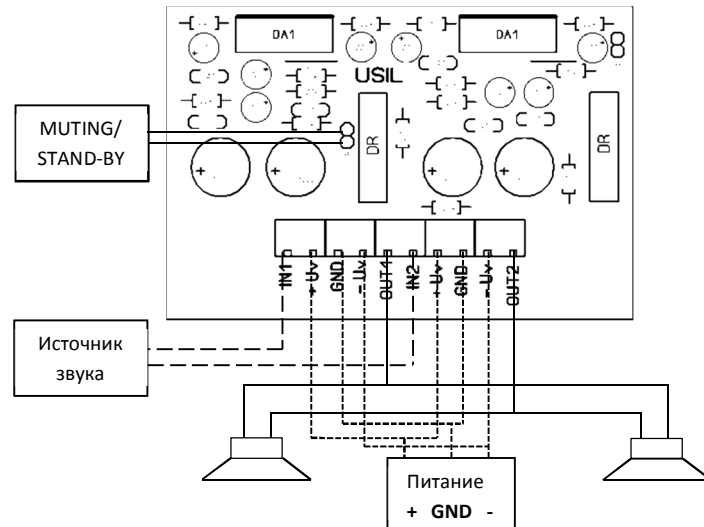 DA1
DA1
USIL
MUTING/
STAND-BY
DR
DR
IN1
+Uv
GND
-Uv
OUT1
IN2
+Uv
GND
-Uv
OUT2
Источник
звука
Питание
+ GND -